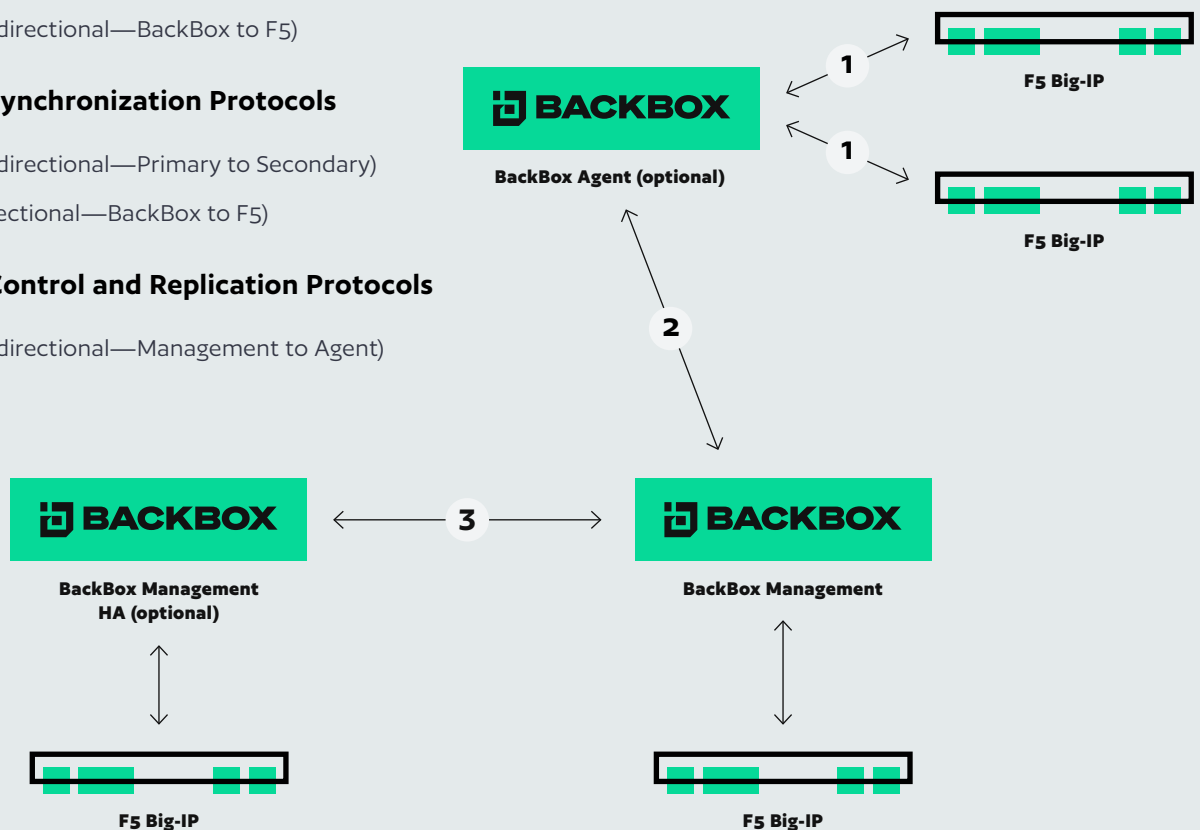 directional—BackBox to F5)
ynchronization Protocols
directional—Primary to Secondary)
ectional—BackBox to F5)
Control and Replication Protocols
directional—Management to Agent)
BACKBOX
BackBox Agent (optional)
1
F5 Big-IP
1
F5 Big-IP
2
BACKBOX
BackBox Management
HA (optional)
3
BACKBOX
BackBox Management
F5 Big-IP
F5 Big-IP